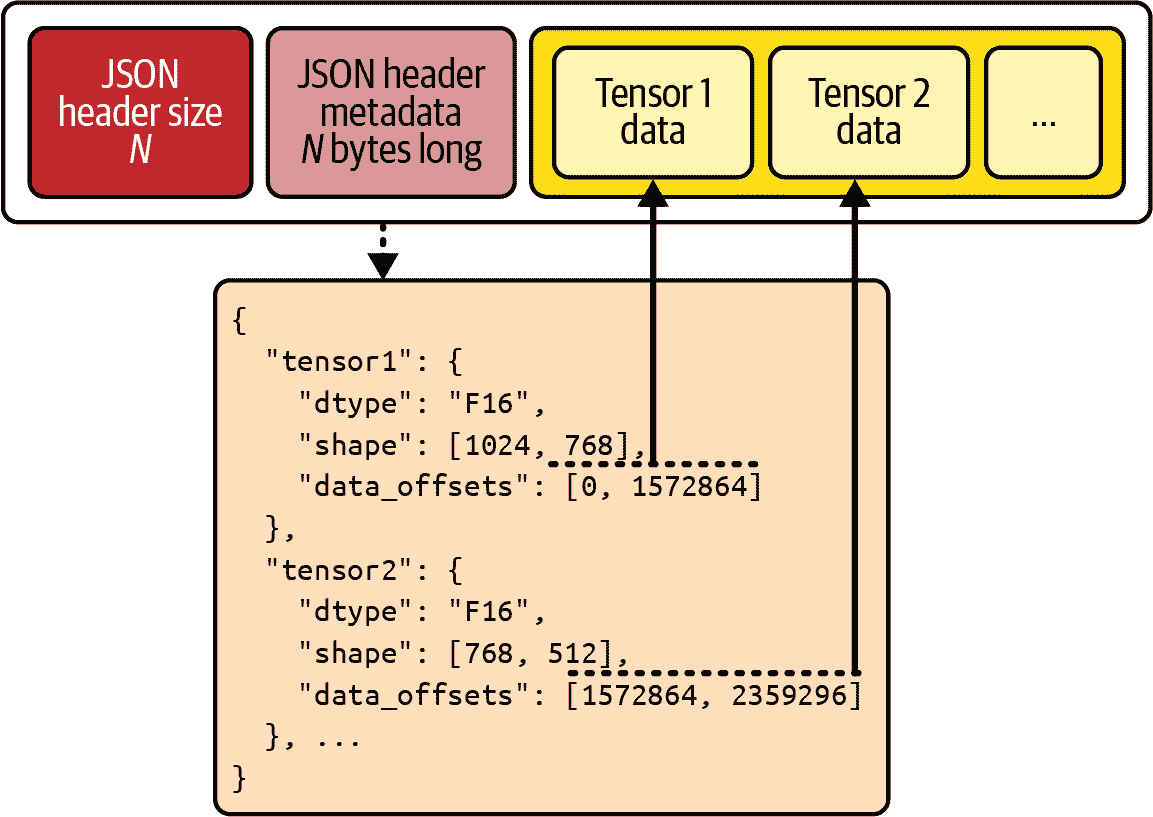 JSON
header size
N
JSON header
metadata
N bytes long
Tensor 1
data
Tensor 2
data
...
{
  "tensor1": {
    "dtype": "F16",
    "shape": [1024, 768],
    "data_offsets": [0, 1572864]
  },
  "tensor2": {
    "dtype": "F16",
    "shape": [768, 512],
    "data_offsets": [1572864, 2359296]
  }, ...
}